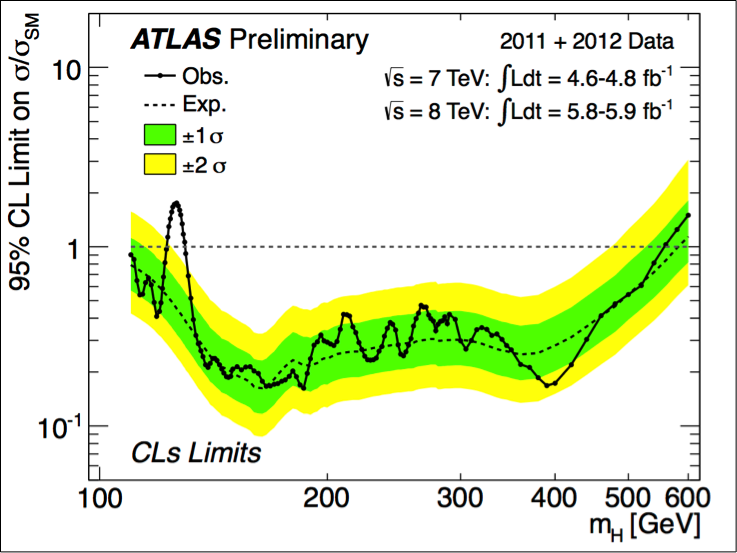 ATLAS Preliminary
2011 + 2012 Data
Obs.
√s = 7 TeV: ∫Ldt = 4.6-4.8 fb⁻¹
Exp.
√s = 8 TeV: ∫Ldt = 5.8-5.9 fb⁻¹
±1 σ
±2 σ
95% CL Limit on σ/σSM
10
1
10⁻¹
CLs Limits
100 200 300 400 500 600
mH [GeV]